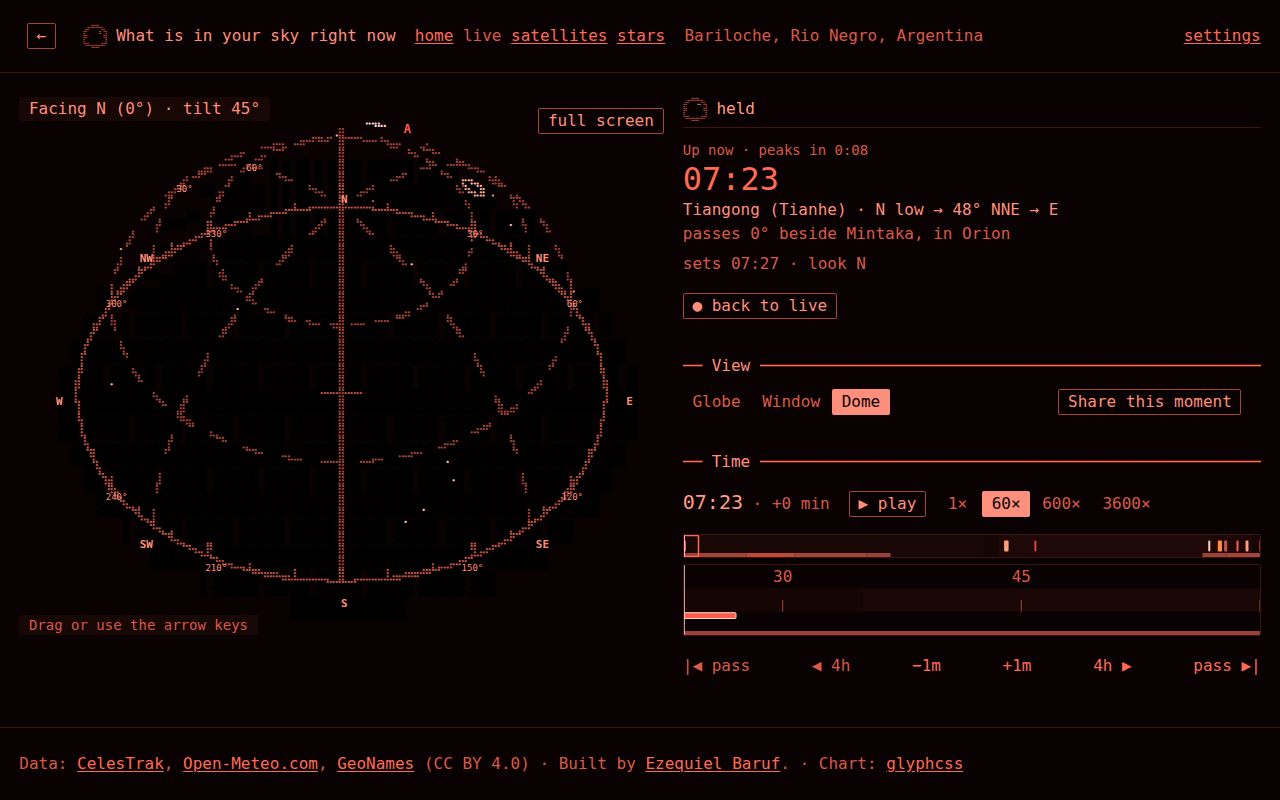 ←
What is in your sky right now
home live satellites stars
Bariloche, Rio Negro, Argentina
settings
Facing N (0°) · tilt 45°
full screen
A
60°
30°
N
330°
30°
NW
NE
300°
60°
W
E
240°
120°
SW
SE
210°
150°
S
Drag or use the arrow keys
held
Up now · peaks in 0:08
07:23
Tiangong (Tianhe) · N low → 48° NNE → E
passes 0° beside Mintaka, in Orion
sets 07:27 · look N
● back to live
View
Globe Window Dome
Share this moment
Time
07:23 · +0 min ▶ play 1× 60× 600× 3600×
30 45
|◀ pass ◀ 4h −1m +1m 4h ▶ pass ▶|
Data: CelesTrak, Open-Meteo.com, GeoNames (CC BY 4.0) · Built by Ezequiel Baruf. · Chart: glyphcss